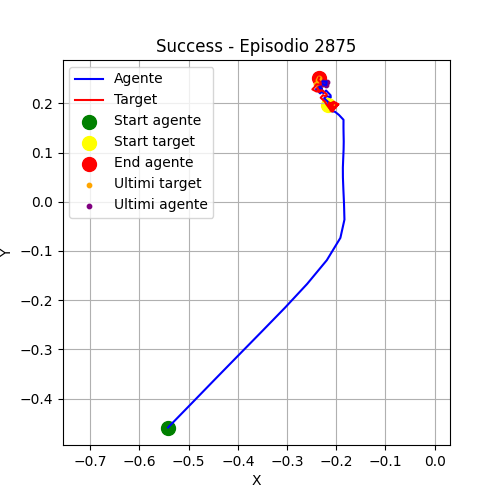 Success - Episodio 2875
Agente
Target
Start agente
Start target
End agente
Ultimi target
Ultimi agente
0.2
0.1
0.0
−0.1
−0.2
−0.3
−0.4
Y
−0.7 −0.6 −0.5 −0.4 −0.3 −0.2 −0.1 0.0
X